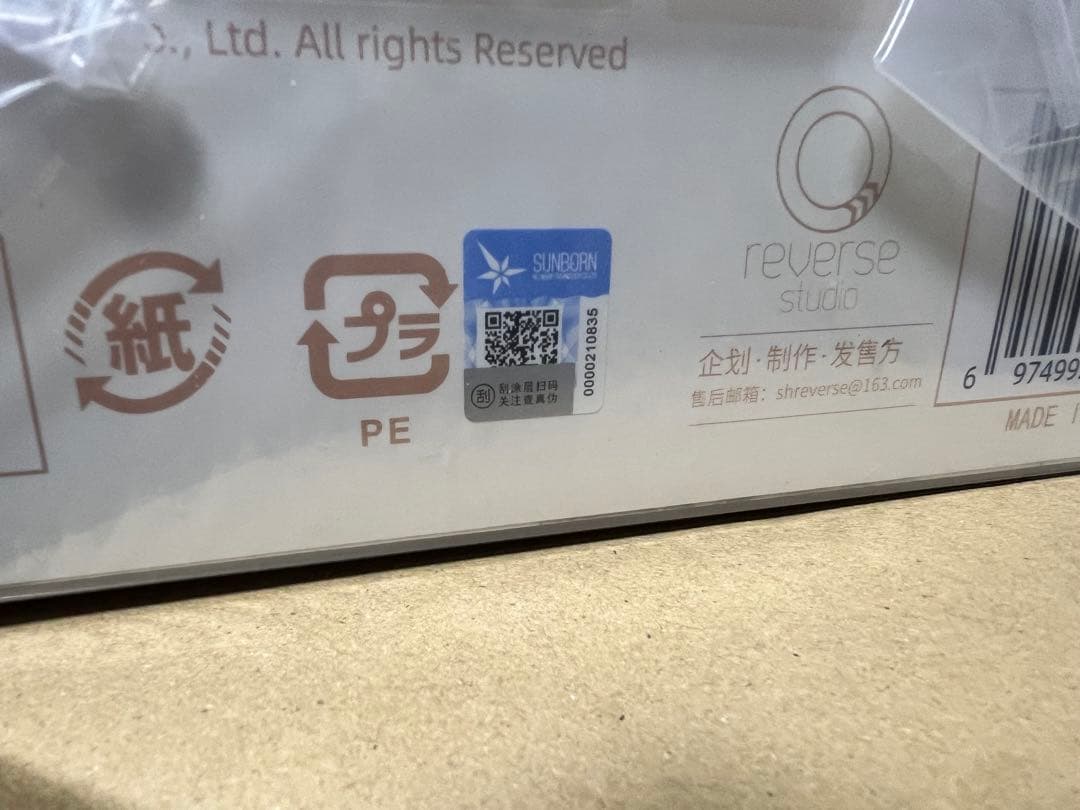 ., Ltd. All rights Reserved
紙
プラ
PE
SUNBORN
0000210835
刮
刮涂层扫码
关注查真伪
reverse
studio
企划·制作·发售方
售后邮箱：shreverse@163.com
6 97499
MADE